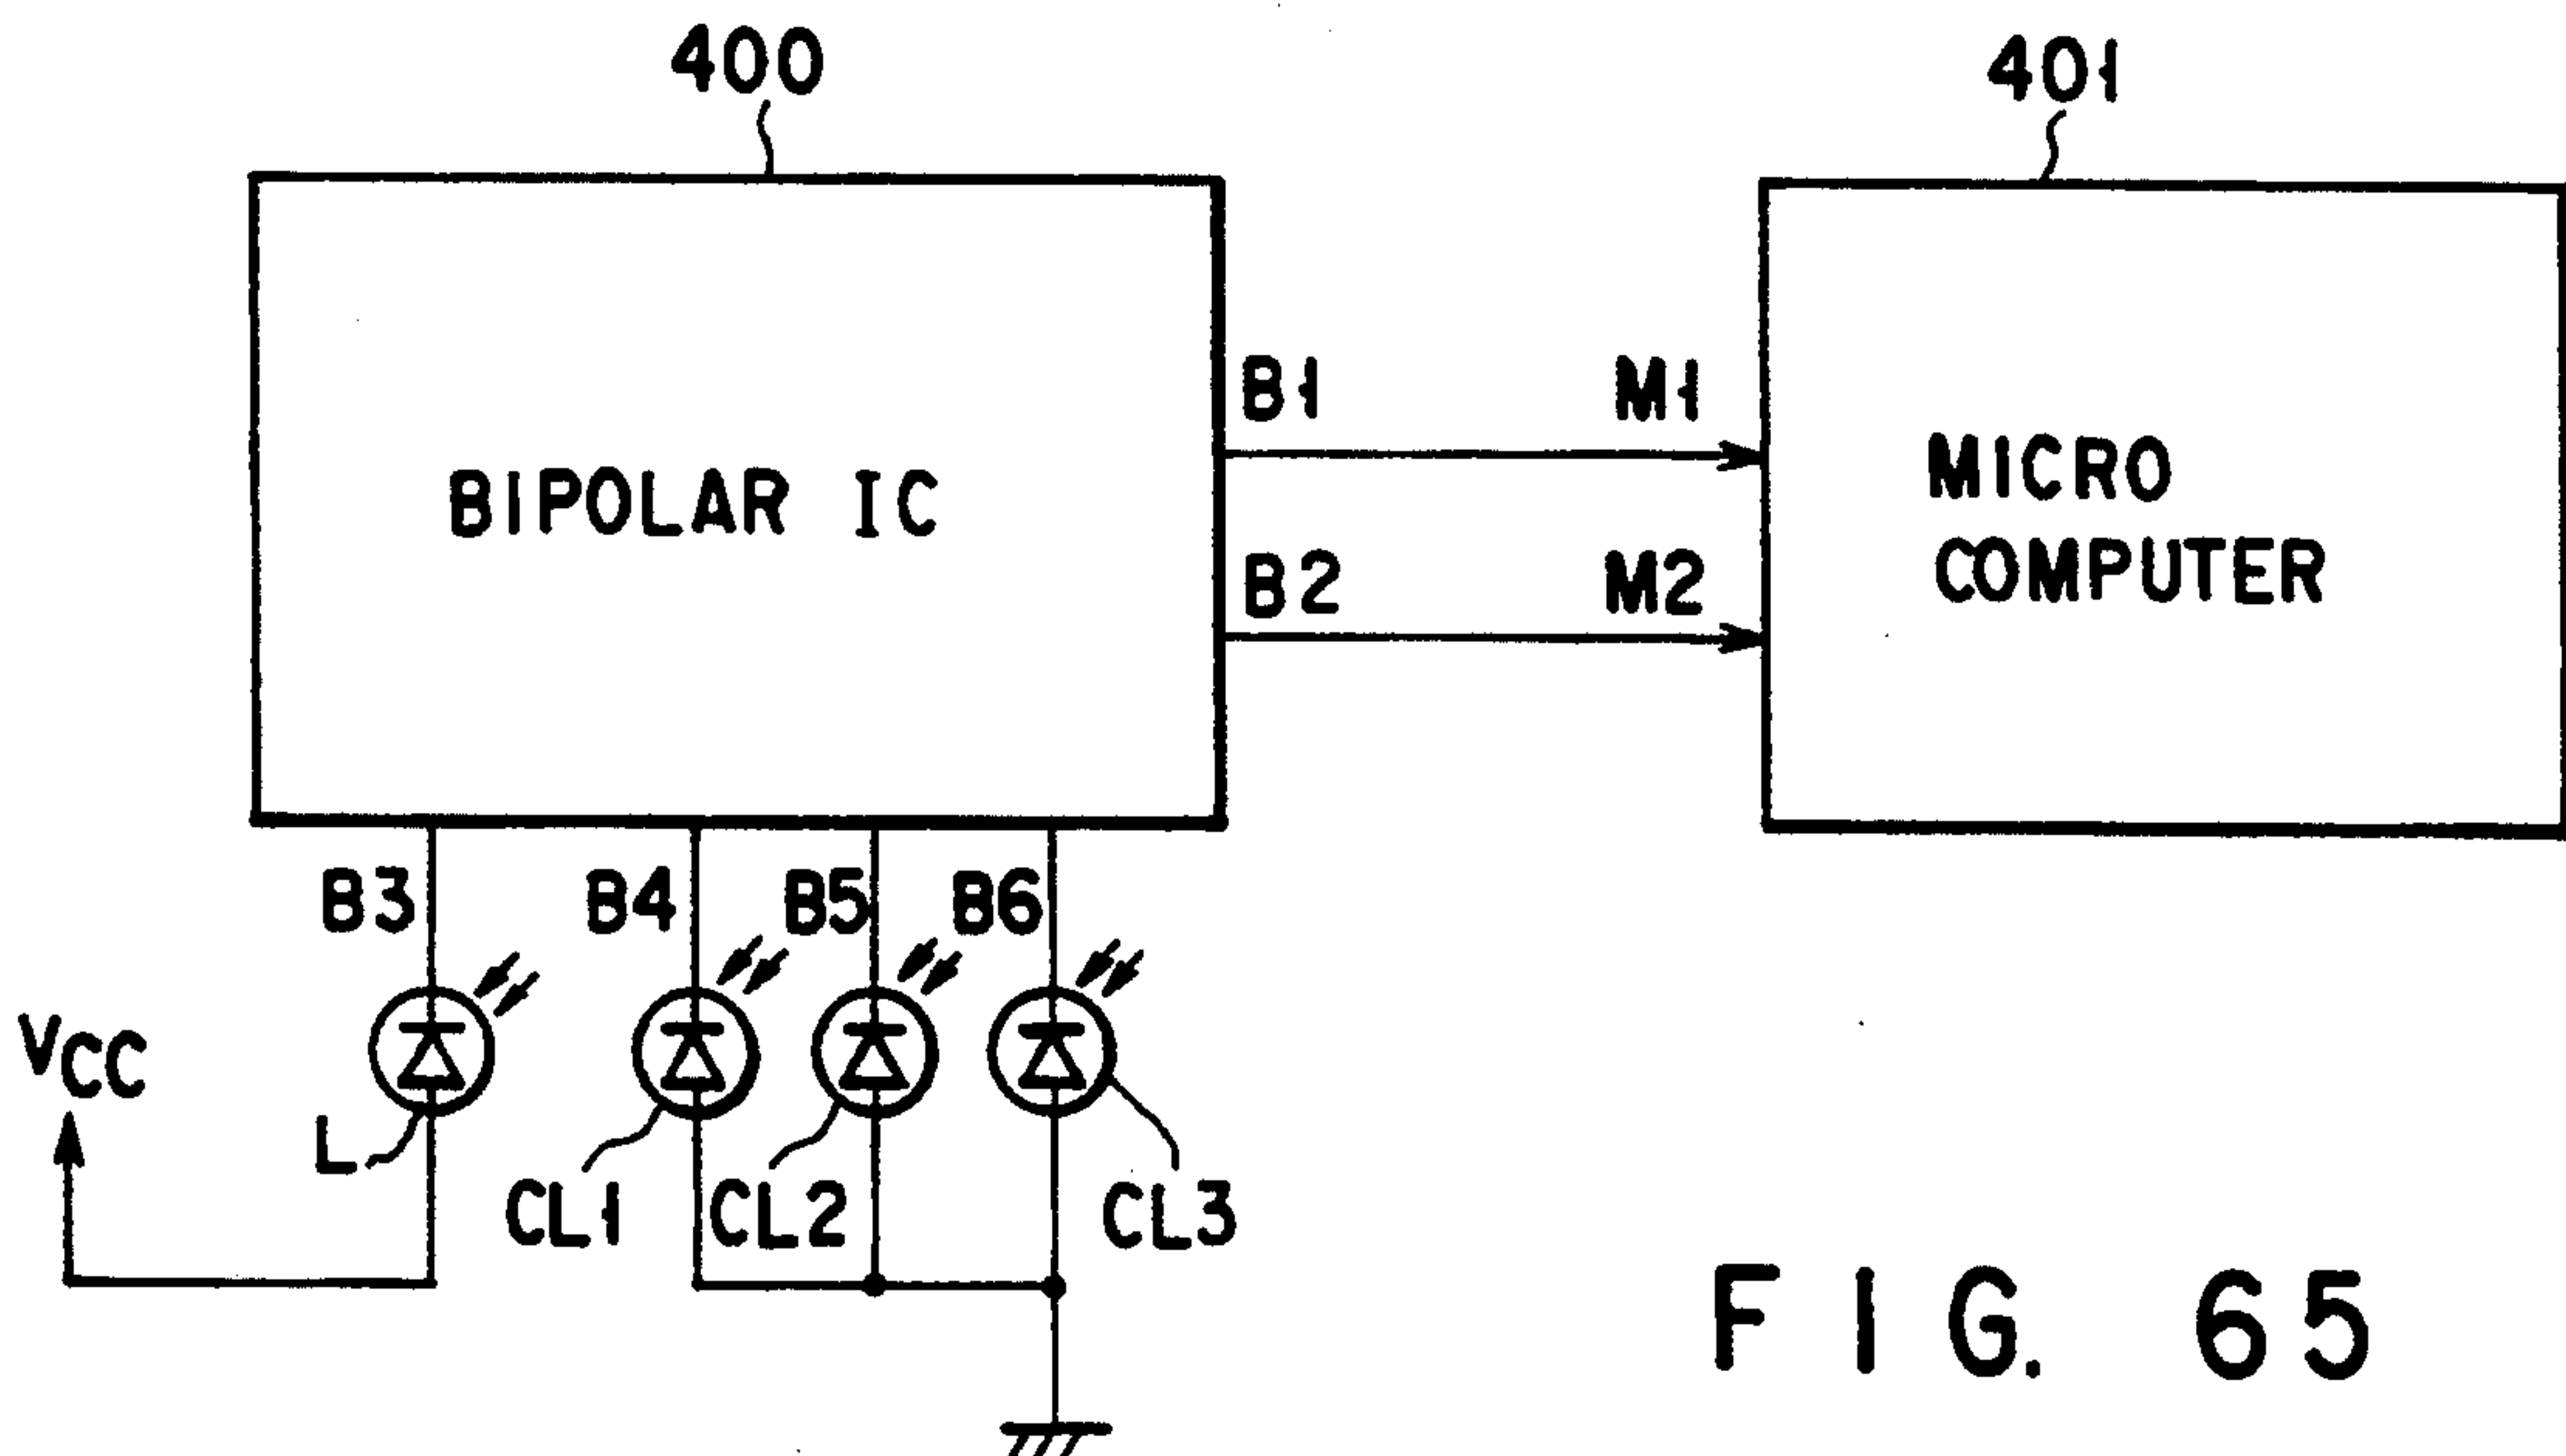 400
401
BIPOLAR IC
B1
M1
MICRO
COMPUTER
B2
M2
B3
B4
B5
B6
VCC
L
CL1
CL2
CL3
FIG. 65